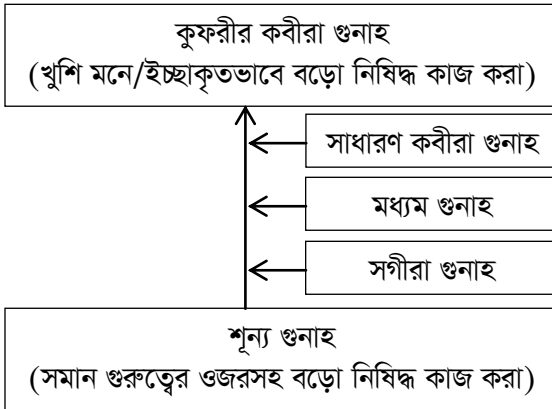 কুফরীর কবীরা গুনাহ
(খুশি মনে/ইচ্ছাকৃতভাবে বড়ো নিষিদ্ধ কাজ করা)
সাধারণ কবীরা গুনাহ
মধ্যম গুনাহ
সগীরা গুনাহ
শূন্য গুনাহ
(সমান গুরুত্বের ওজরসহ বড়ো নিষিদ্ধ কাজ করা)